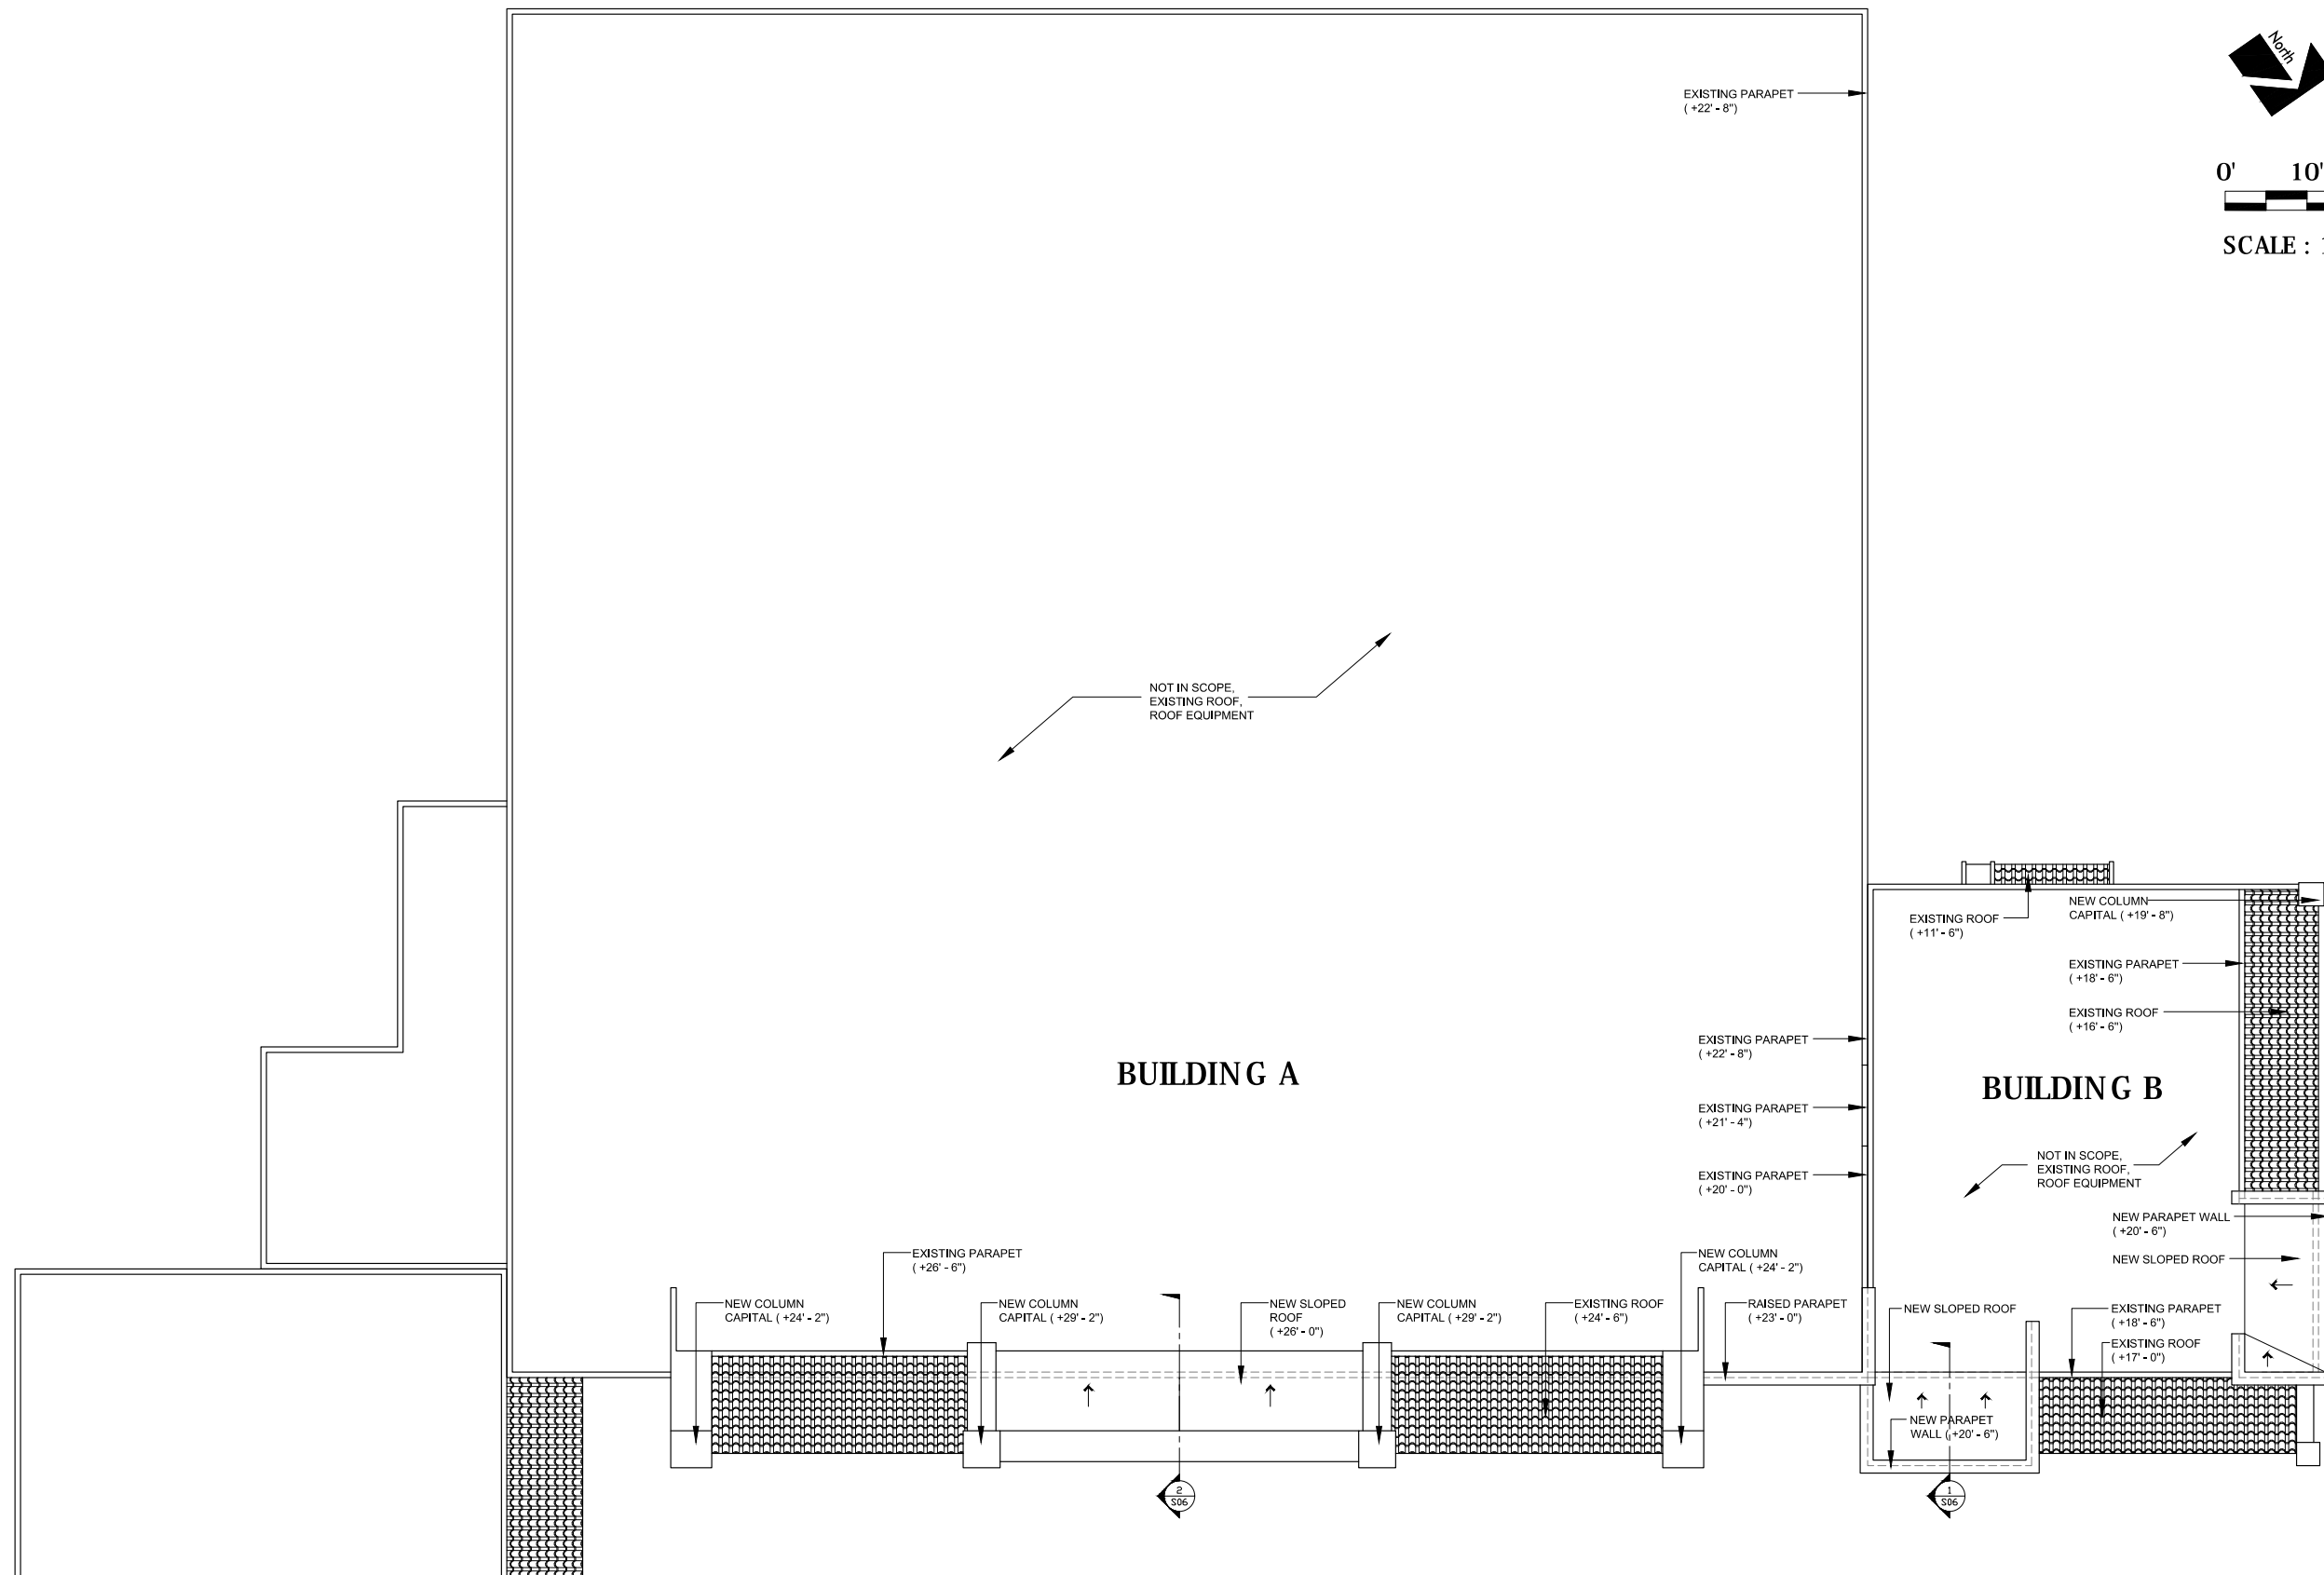 North
EXISTING PARAPET
( +22' - 8")
0' 10'
SCALE :
NOT IN SCOPE,
EXISTING ROOF,
ROOF EQUIPMENT
EXISTING ROOF
( +11' - 6")
NEW COLUMN
CAPITAL ( +19' - 8")
EXISTING PARAPET
( +18' - 6")
EXISTING ROOF
( +16' - 6")
EXISTING PARAPET
( +22' - 8")
BUILDING A
BUILDING B
EXISTING PARAPET
( +21' - 4")
NOT IN SCOPE,
EXISTING ROOF,
ROOF EQUIPMENT
EXISTING PARAPET
( +20' - 0")
NEW PARAPET WALL
( +20' - 6")
NEW SLOPED ROOF
EXISTING PARAPET
( +26' - 6")
NEW COLUMN
CAPITAL ( +24' - 2")
NEW COLUMN
CAPITAL ( +24' - 2")
NEW COLUMN
CAPITAL ( +29' - 2")
NEW SLOPED
ROOF
( +26' - 0")
NEW COLUMN
CAPITAL ( +29' - 2")
EXISTING ROOF
( +24' - 6")
RAISED PARAPET
( +23' - 0")
NEW SLOPED ROOF
EXISTING PARAPET
( +18' - 6")
EXISTING ROOF
( +17' - 0")
NEW PARAPET
WALL ( +20' - 6")
2
S06
1
S06